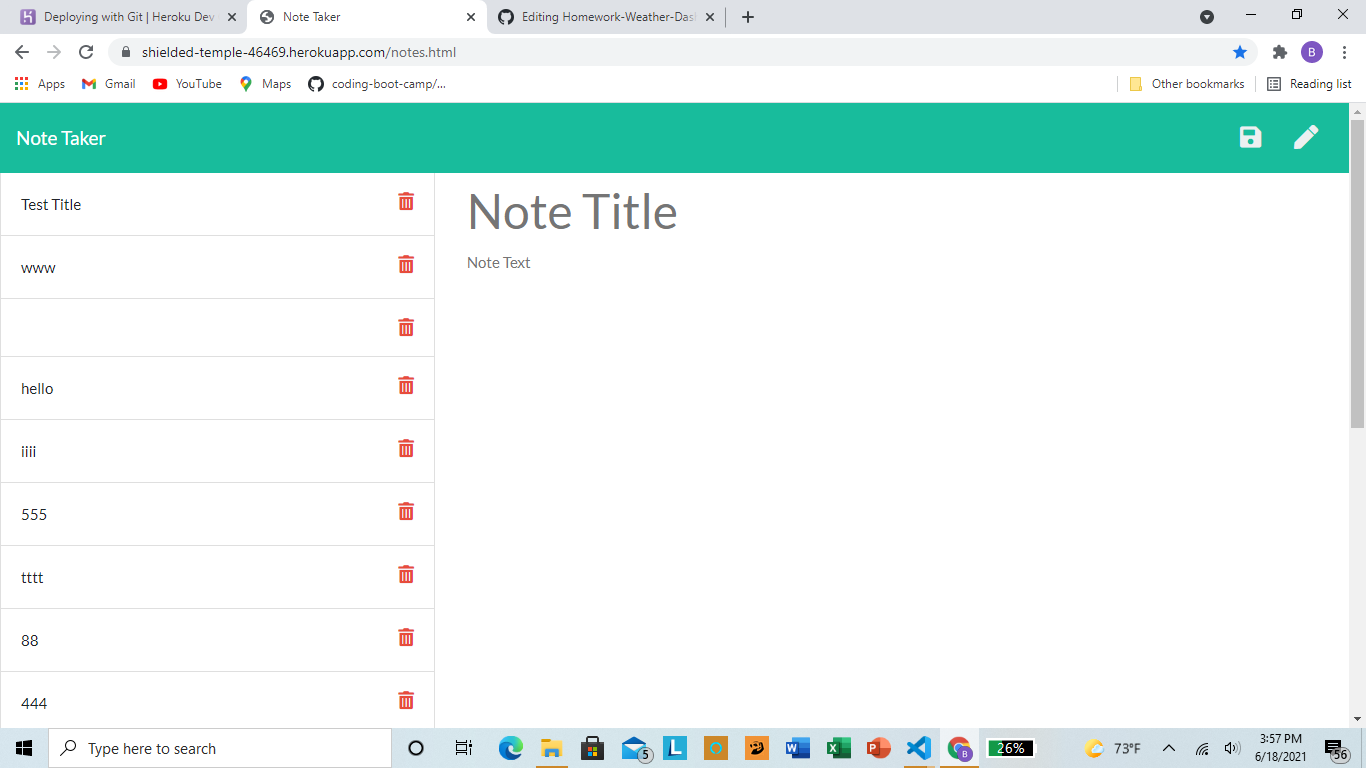 Deploying with Git | Heroku Dev
Note Taker
Editing Homework-Weather-Das
shielded-temple-46469.herokuapp.com/notes.html
B
Apps
Gmail
YouTube
Maps
coding-boot-camp/...
Other bookmarks
Reading list
Note Taker
Test Title
www
hello
iiii
555
tttt
88
444
Note Title
Note Text
Type here to search
5
L
B
26%
73°F
3:57 PM
6/18/2021
56